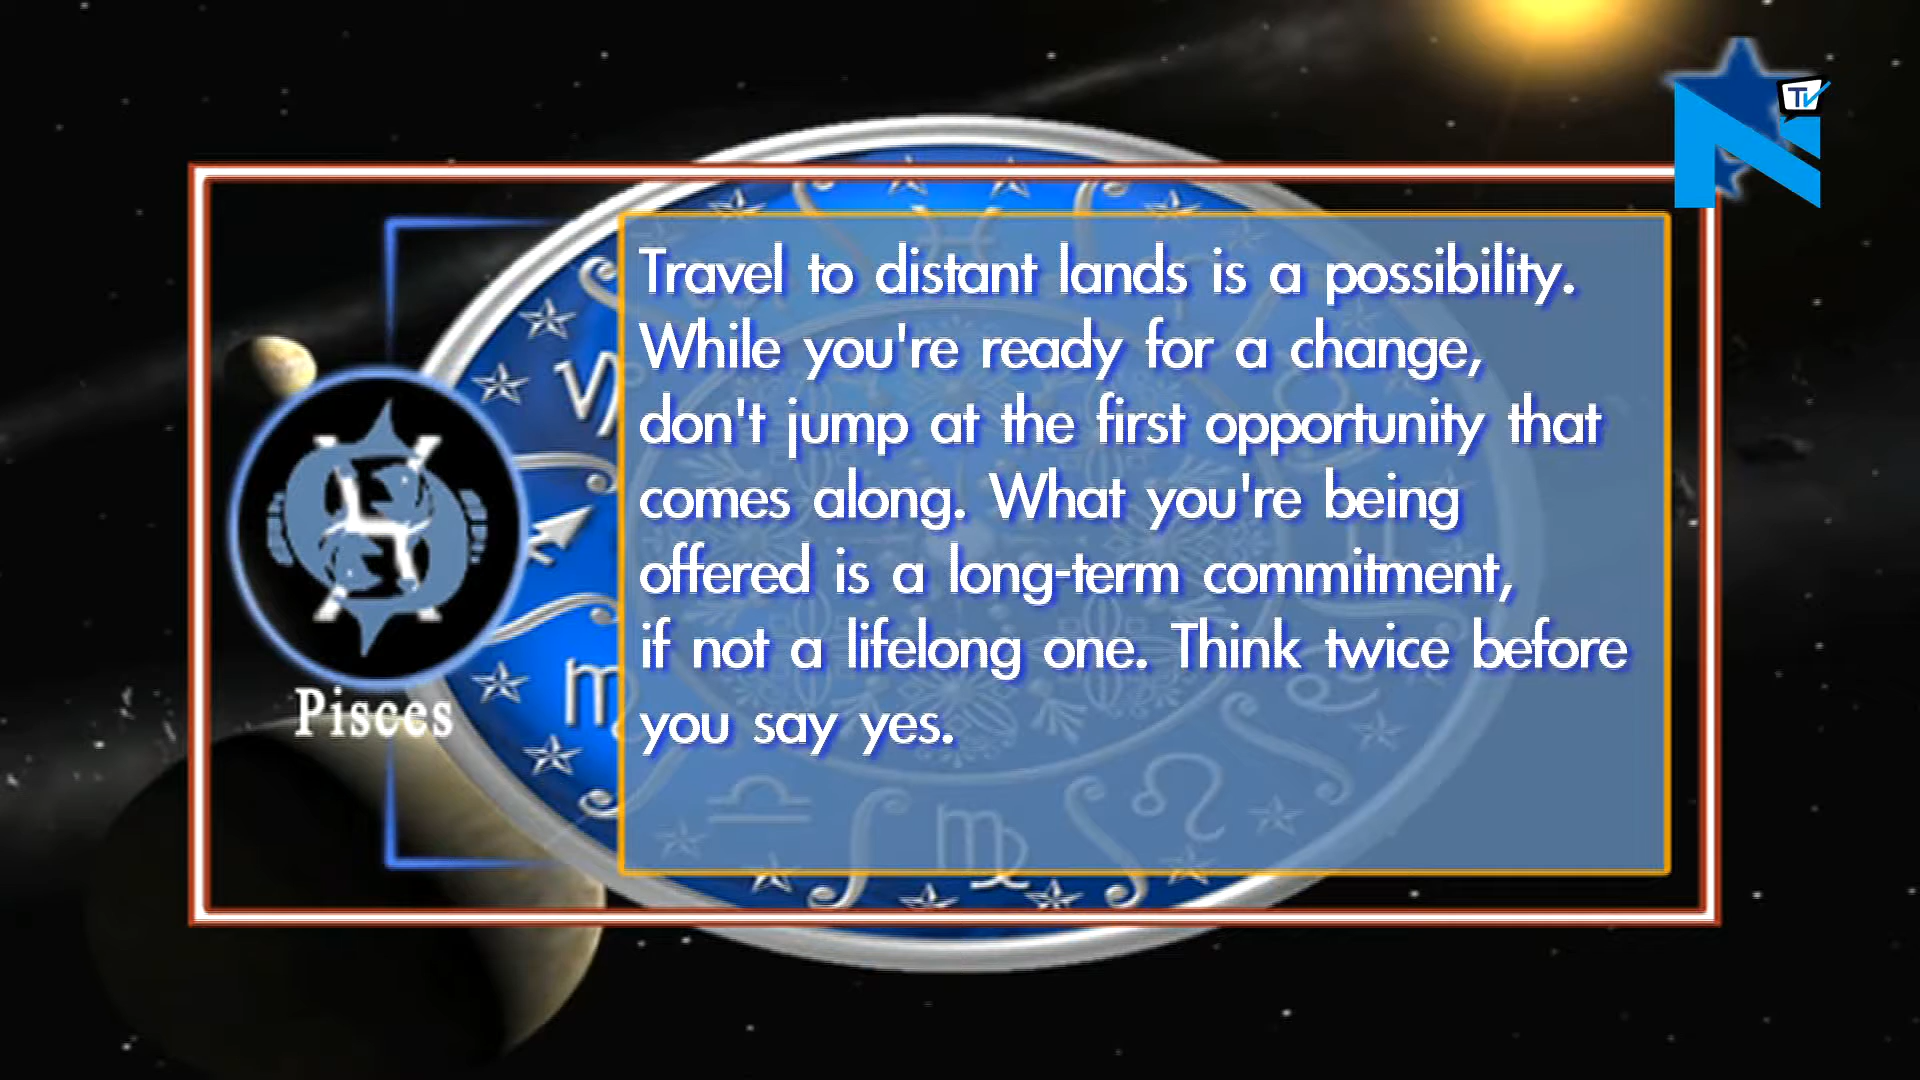 TV
Travel to distant lands is a possibility.
While you're ready for a change,
don't jump at the first opportunity that
comes along. What you're being
offered is a long-term commitment,
if not a lifelong one. Think twice before
you say yes.
Pisces